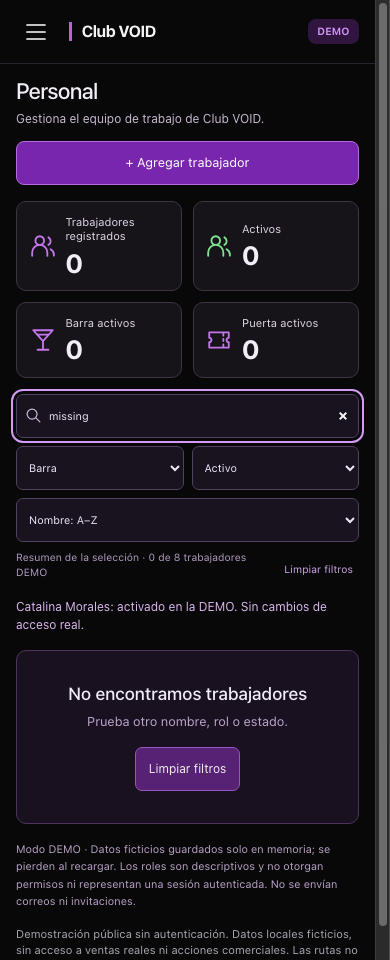 Club VOID
DEMO
Personal
Gestiona el equipo de trabajo de Club VOID.
+ Agregar trabajador
Trabajadores
registrados
0
Activos
0
Barra activos
0
Puerta activos
0
missing
×
Barra
Activo
Nombre: A–Z
Resumen de la selección · 0 de 8 trabajadores
DEMO
Limpiar filtros
Catalina Morales: activado en la DEMO. Sin cambios de
acceso real.
No encontramos trabajadores
Prueba otro nombre, rol o estado.
Limpiar filtros
Modo DEMO · Datos ficticios guardados solo en memoria; se
pierden al recargar. Los roles son descriptivos y no otorgan
permisos ni representan una sesión autenticada. No se envían
correos ni invitaciones.
Demostración pública sin autenticación. Datos locales ficticios,
sin acceso a ventas reales ni acciones comerciales. Las rutas no